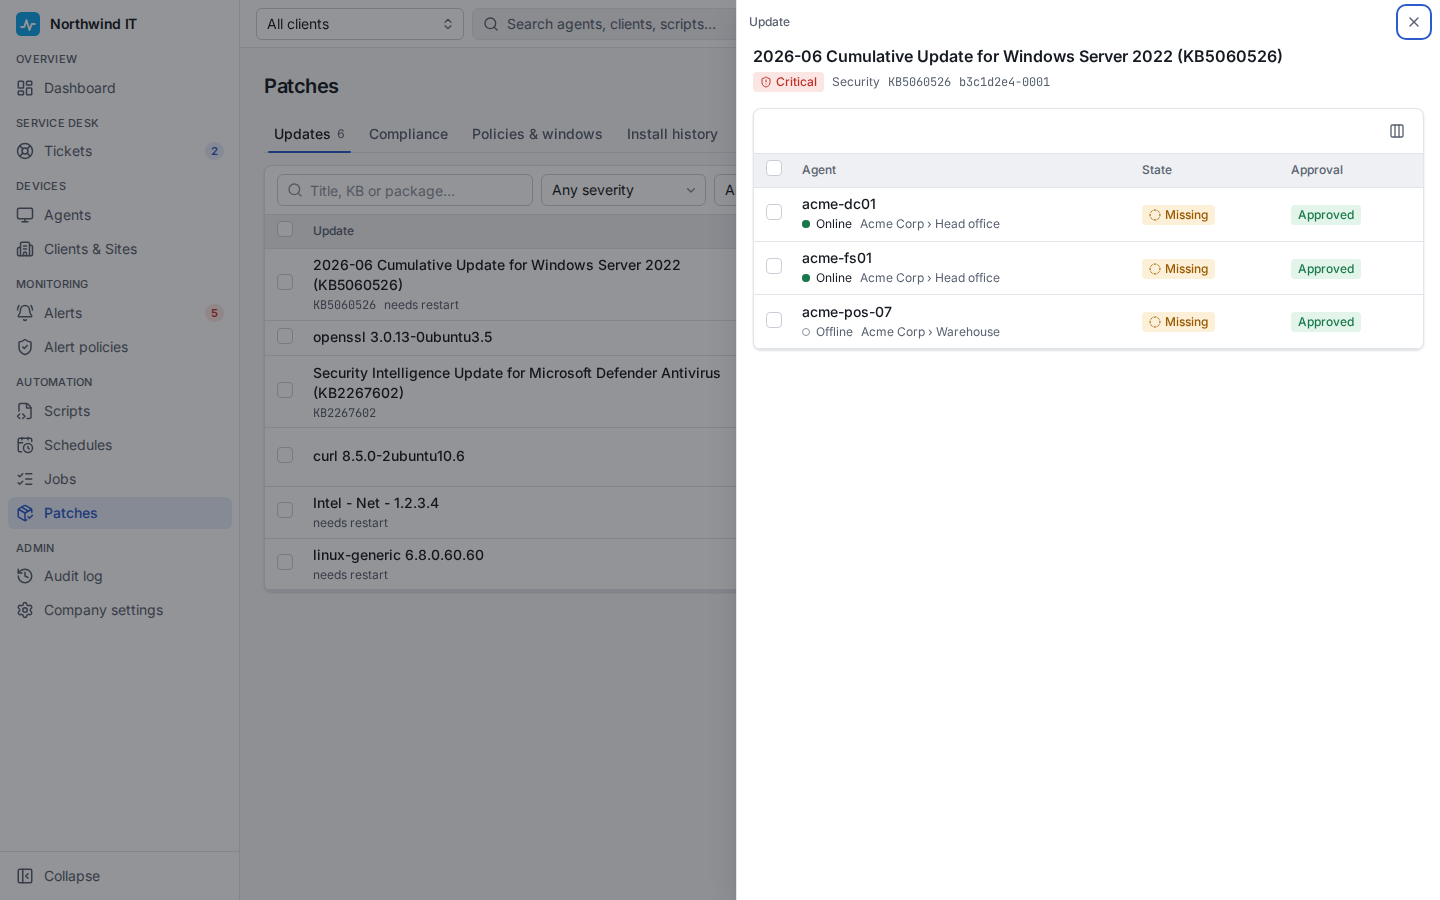 Northwind IT
OVERVIEW
Dashboard
SERVICE DESK
Tickets 2
DEVICES
Agents
Clients & Sites
MONITORING
Alerts 5
Alert policies
AUTOMATION
Scripts
Schedules
Jobs
Patches
ADMIN
Audit log
Company settings
Collapse
All clients
Search agents, clients, scripts...
Patches
Updates 6 Compliance Policies & windows Install history
Title, KB or package... Any severity A
Update
2026-06 Cumulative Update for Windows Server 2022
(KB5060526)
KB5060526 needs restart
openssl 3.0.13-0ubuntu3.5
Security Intelligence Update for Microsoft Defender Antivirus
(KB2267602)
KB2267602
curl 8.5.0-2ubuntu10.6
Intel - Net - 1.2.3.4
needs restart
linux-generic 6.8.0.60.60
needs restart
Update
2026-06 Cumulative Update for Windows Server 2022 (KB5060526)
Critical Security KB5060526 b3c1d2e4-0001
Agent State Approval
acme-dc01
Online Acme Corp › Head office Missing Approved
acme-fs01
Online Acme Corp › Head office Missing Approved
acme-pos-07
Offline Acme Corp › Warehouse Missing Approved